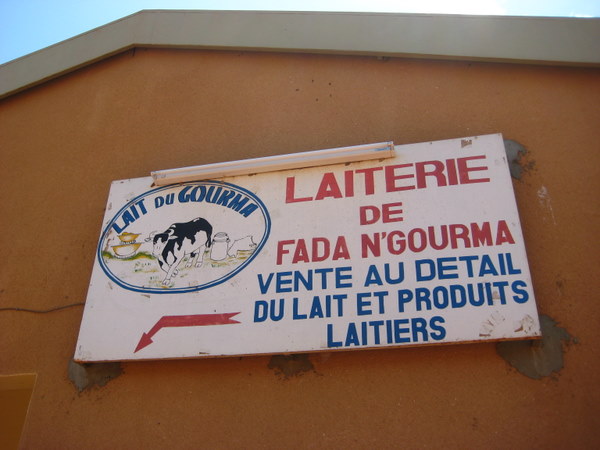 LAIT DU GOURMA
LAITERIE
DE
FADA N'GOURMA
VENTE AU DETAIL
DU LAIT ET PRODUITS
LAITIERS